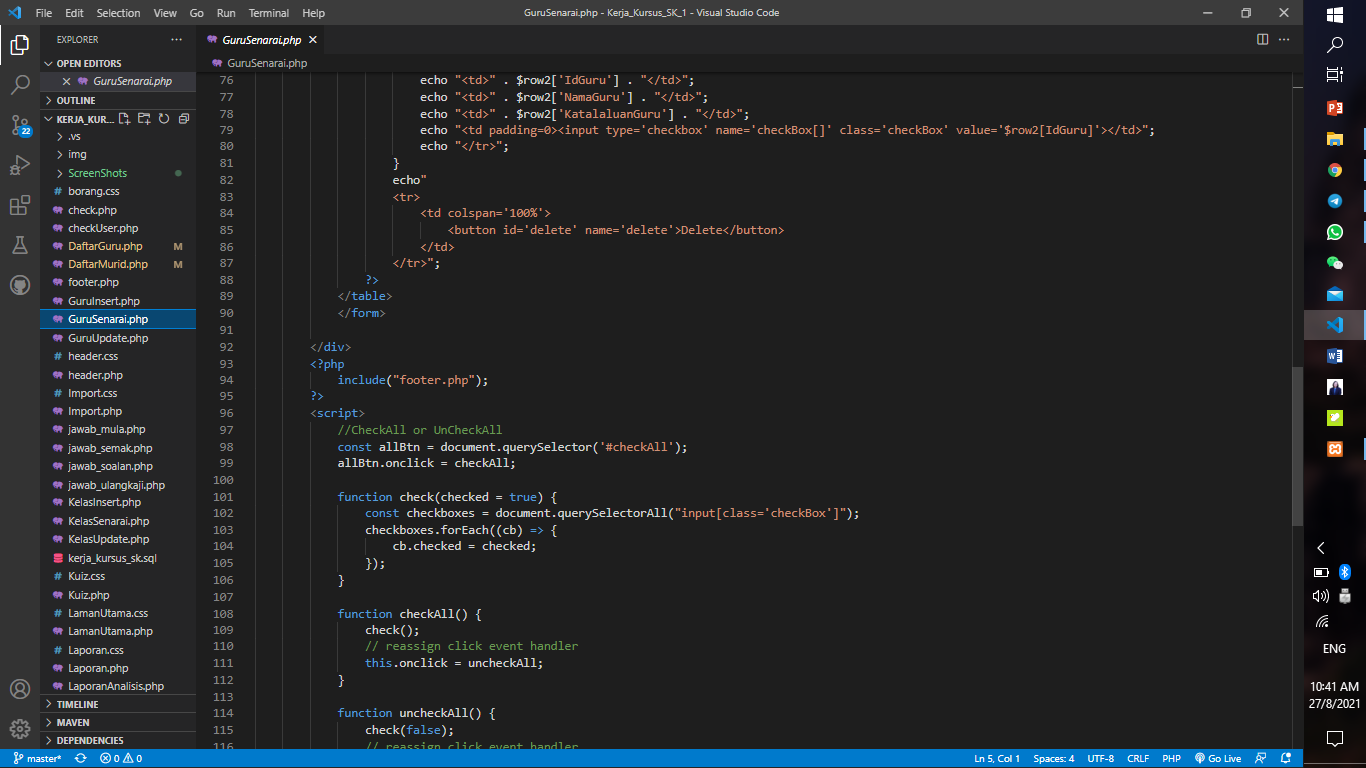 File Edit Selection View Go Run Terminal Help
GuruSenarai.php - Kerja_Kursus_SK_1 - Visual Studio Code
EXPLORER
OPEN EDITORS
GuruSenarai.php
OUTLINE
KERJA_KUR...
22
.vs
img
ScreenShots
borang.css
check.php
checkUser.php
DaftarGuru.php M
DaftarMurid.php M
footer.php
GuruInsert.php
GuruSenarai.php
GuruUpdate.php
header.css
header.php
Import.css
Import.php
jawab_mula.php
jawab_semak.php
jawab_soalan.php
jawab_ulangkaji.php
KelasInsert.php
KelasSenarai.php
KelasUpdate.php
kerja_kursus_sk.sql
Kuiz.css
Kuiz.php
LamanUtama.css
LamanUtama.php
Laporan.css
Laporan.php
LaporanAnalisis.php
TIMELINE
MAVEN
DEPENDENCIES
GuruSenarai.php
GuruSenarai.php
76 echo "<td>" . $row2['IdGuru'] . "</td>";
77 echo "<td>" . $row2['NamaGuru'] . "</td>";
78 echo "<td>" . $row2['KatalaluanGuru'] . "</td>";
79 echo "<td padding=0><input type='checkbox' name='checkBox[]' class='checkBox' value='$row2[IdGuru]'></td>";
80 echo "</tr>";
81 }
82 echo"
83 <tr>
84 <td colspan='100%'>
85 <button id='delete' name='delete'>Delete</button>
86 </td>
87 </tr>";
88 ?>
89 </table>
90 </form>
91
92 </div>
93 <?php
94 include("footer.php");
95 ?>
96 <script>
97 //CheckAll or UnCheckAll
98 const allBtn = document.querySelector('#checkAll');
99 allBtn.onclick = checkAll;
100
101 function check(checked = true) {
102 const checkboxes = document.querySelectorAll("input[class='checkBox']");
103 checkboxes.forEach((cb) => {
104 cb.checked = checked;
105 });
106 }
107
108 function checkAll() {
109 check();
110 // reassign click event handler
111 this.onclick = uncheckAll;
112 }
113
114 function uncheckAll() {
115 check(false);
116 // reassign click event handler
master* 0 0
Ln 5, Col 1 Spaces: 4 UTF-8 CRLF PHP Go Live
ENG
10:41 AM
27/8/2021